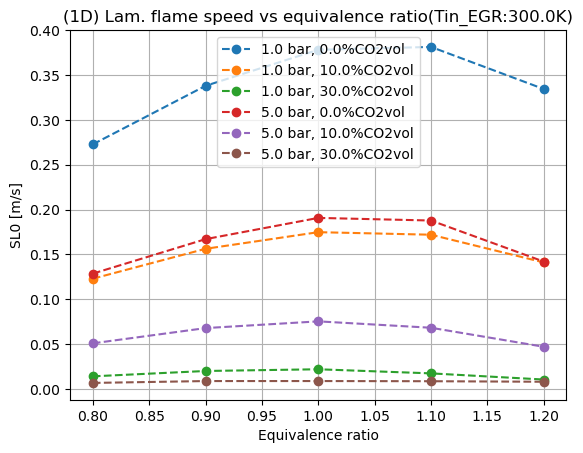 (1D) Lam. flame speed vs equivalence ratio(Tin_EGR:300.0K)
1.0 bar, 0.0%CO2vol
1.0 bar, 10.0%CO2vol
1.0 bar, 30.0%CO2vol
5.0 bar, 0.0%CO2vol
5.0 bar, 10.0%CO2vol
5.0 bar, 30.0%CO2vol
SL0 [m/s]
0.40
0.35
0.30
0.25
0.20
0.15
0.10
0.05
0.00
0.80 0.85 0.90 0.95 1.00 1.05 1.10 1.15 1.20
Equivalence ratio